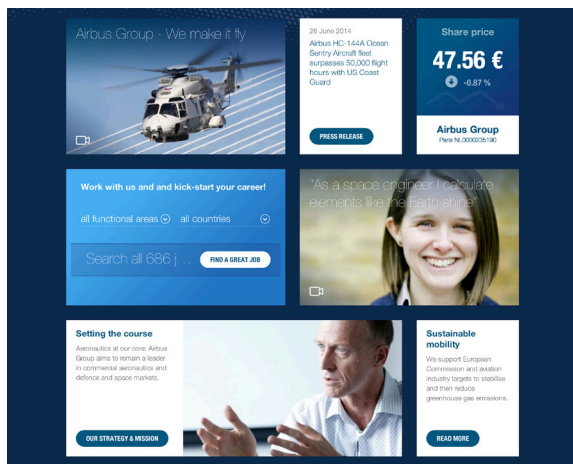 Airbus Group - We make it fly
26 June 2014
Airbus HC-144A Ocean
Sentry Aircraft fleet
surpasses 50,000 flight
hours with US Coast
Guard
PRESS RELEASE
Share price
47.56 €
-0.87 %
Airbus Group
Paris NL0000235190
Work with us and and kick-start your career!
all functional areas
all countries
Search all 686 j...
FIND A GREAT JOB
"As a space engineer I calculate
elements like the Earth shine"
Setting the course
Aeronautics at our core: Airbus
Group aims to remain a leader
in commercial aeronautics and
defence and space markets.
OUR STRATEGY & MISSION
Sustainable
mobility
We support European
Commission and aviation
industry targets to stabilise
and then reduce
greenhouse gas emissions.
READ MORE